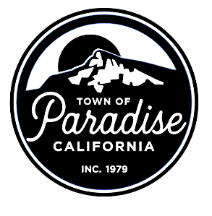 TOWN OF
Paradise
CALIFORNIA
INC. 1979